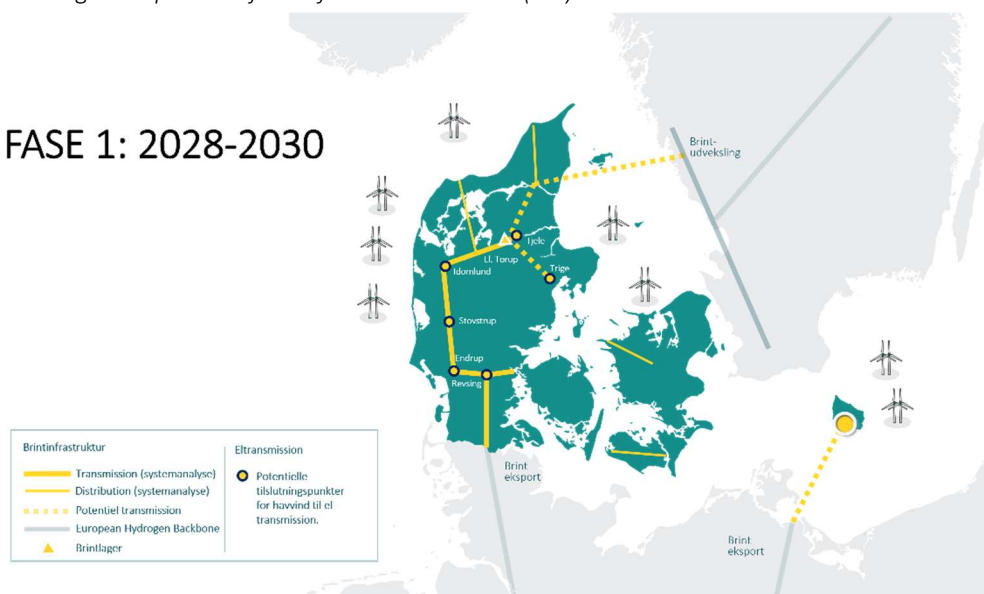 FASE 1: 2028-2030
Brint-
udveksling
Tjele
Ll. Torup
Trige
Idomlund
Stovstrup
Endrup
Revsing
Brint
eksport
Brint
eksport
Brintinfrastruktur
Transmission (systemanalyse)
Distribution (systemanalyse)
Potentiel transmission
European Hydrogen Backbone
Brintlager
Eltransmission
Potentielle
tilslutningspunkter
for havvind til el
transmission.